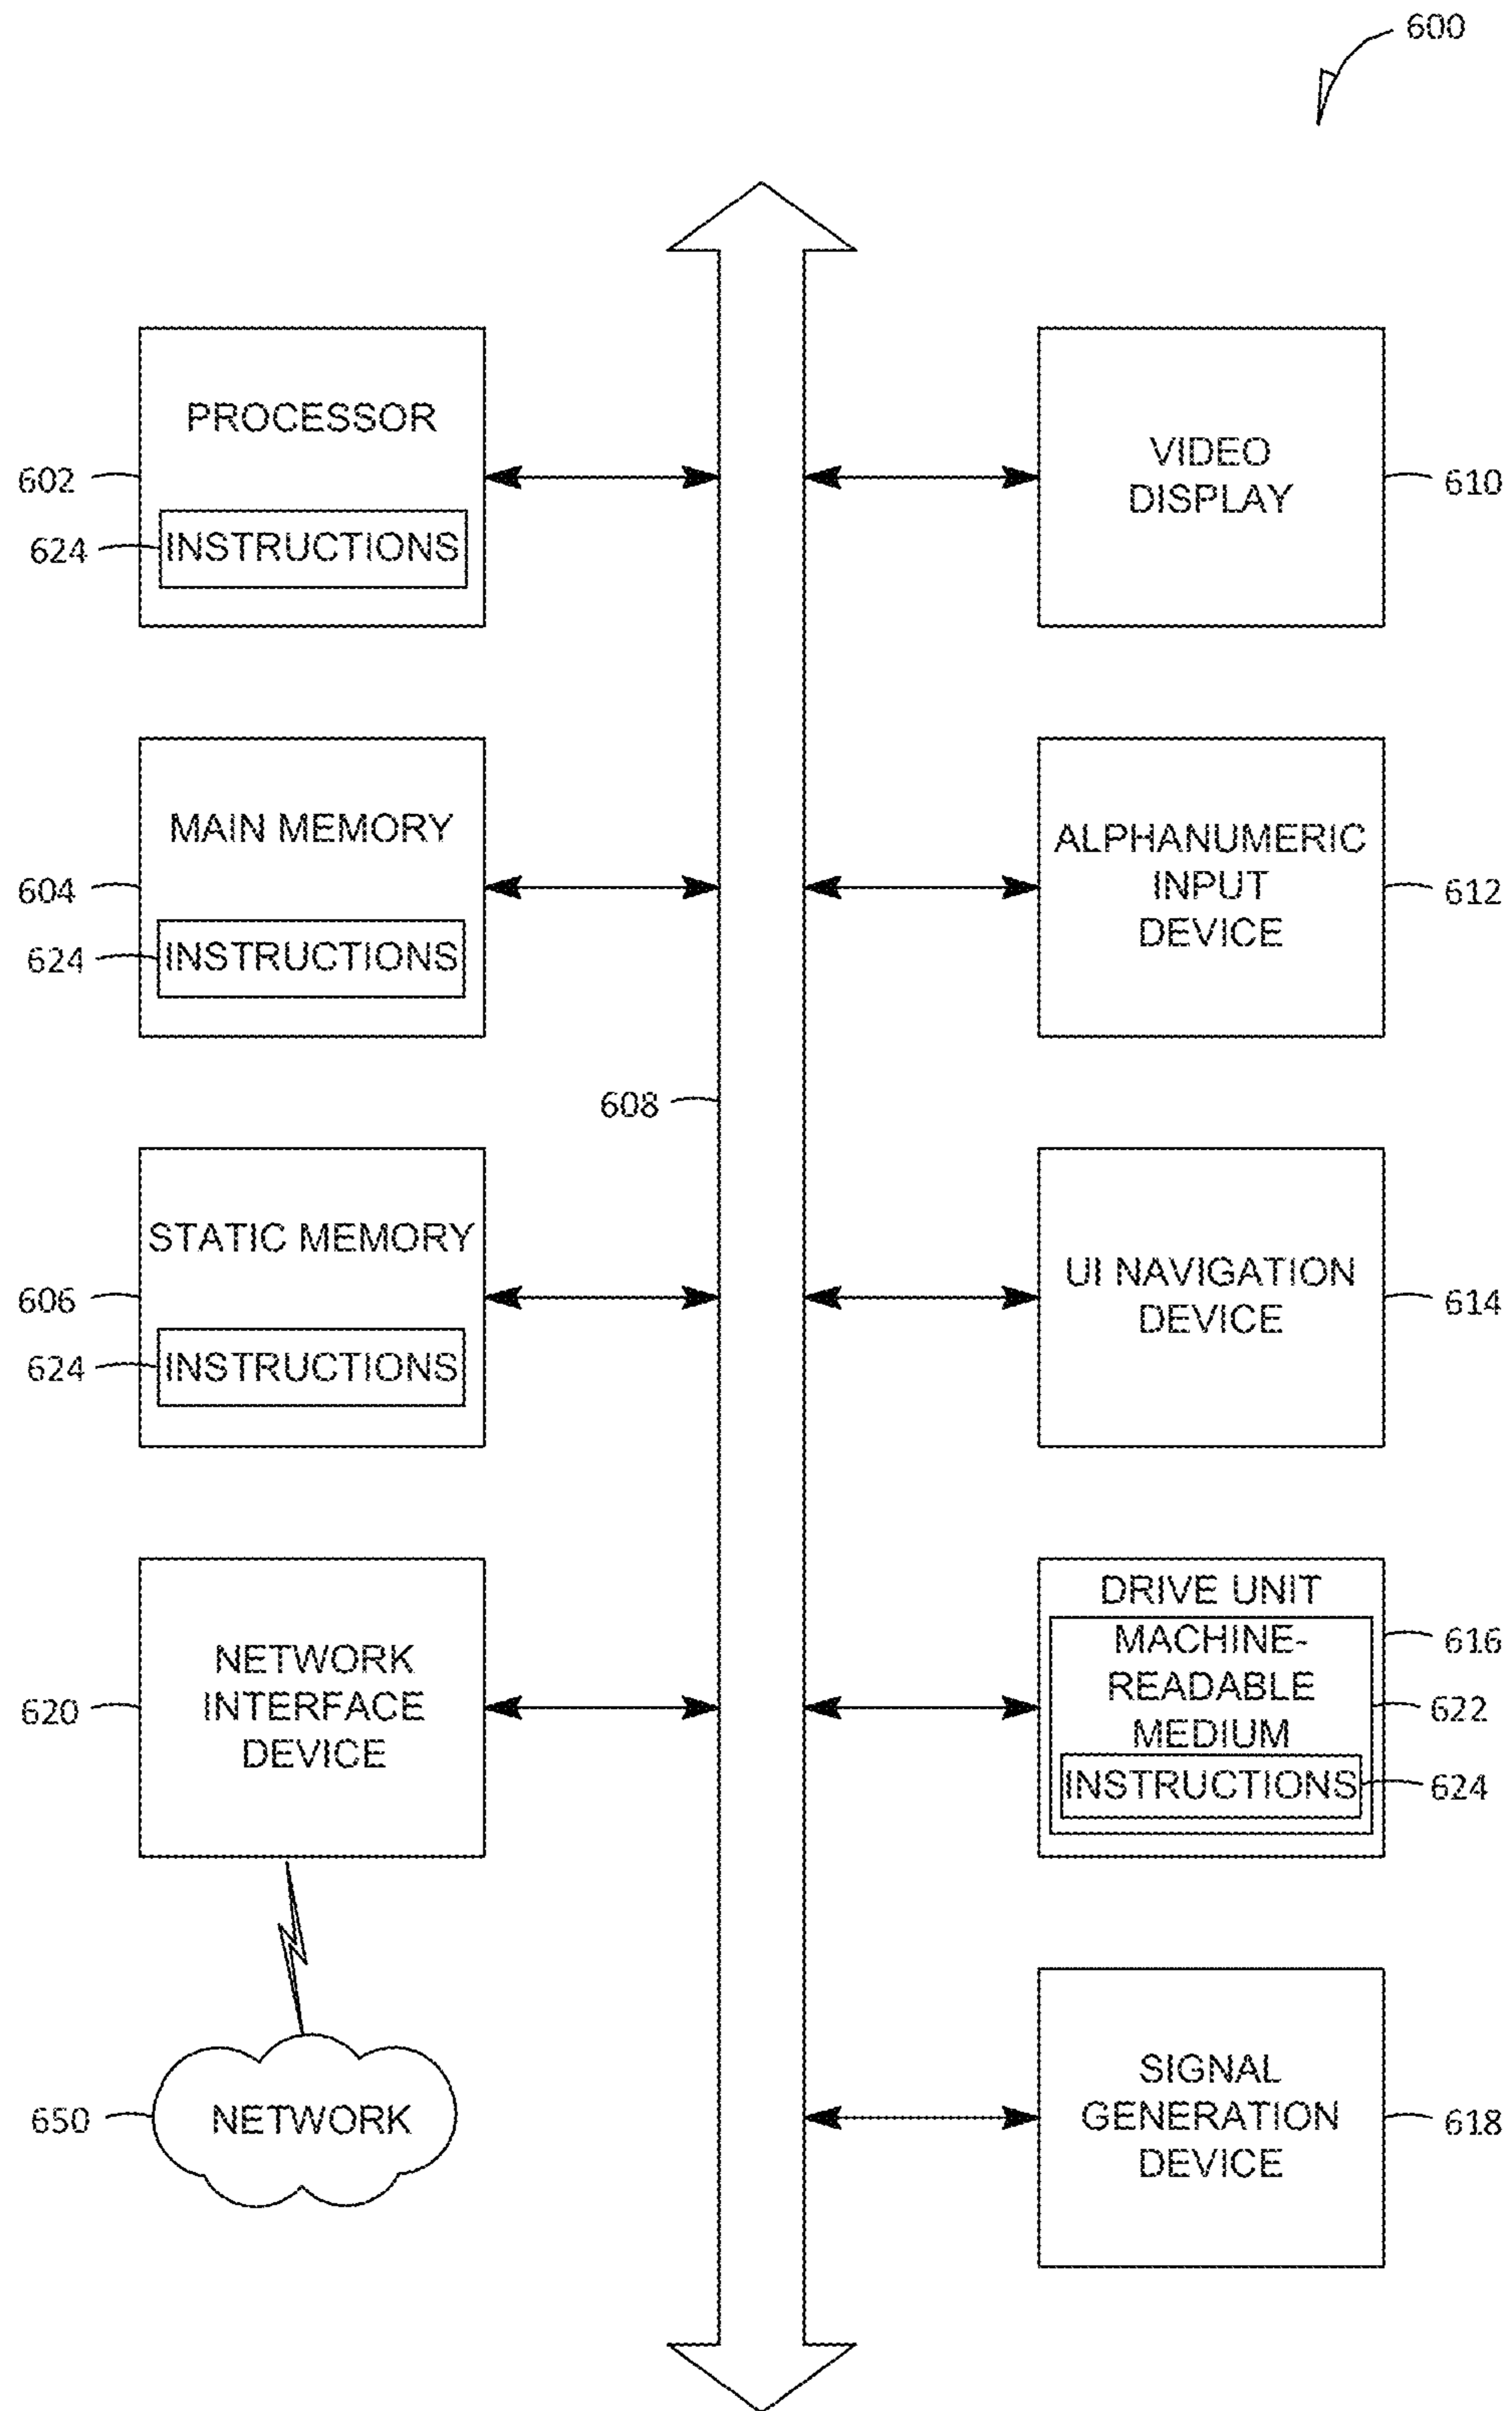 600
PROCESSOR
602
624
INSTRUCTIONS
VIDEO
DISPLAY
610
MAIN MEMORY
604
624
INSTRUCTIONS
ALPHANUMERIC
INPUT
DEVICE
612
608
STATIC MEMORY
606
624
INSTRUCTIONS
UI NAVIGATION
DEVICE
614
NETWORK
INTERFACE
DEVICE
620
DRIVE UNIT
616
MACHINE-
READABLE
MEDIUM
622
INSTRUCTIONS
624
650
NETWORK
SIGNAL
GENERATION
DEVICE
618